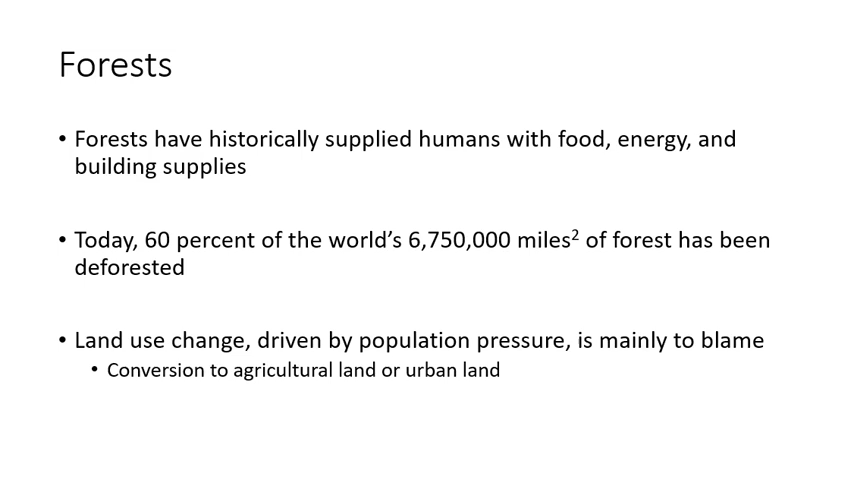 Forests
• Forests have historically supplied humans with food, energy, and
building supplies
• Today, 60 percent of the world’s 6,750,000 miles² of forest has been
deforested
• Land use change, driven by population pressure, is mainly to blame
• Conversion to agricultural land or urban land